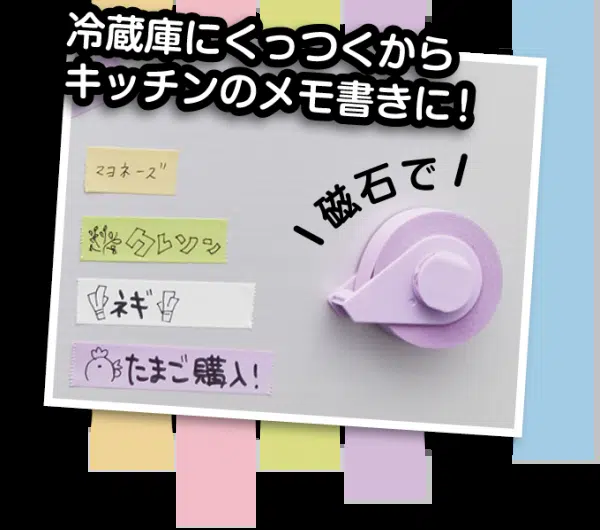 冷蔵庫にくっつくから
キッチンのメモ書きに!
磁石で
マヨネーズ
クレソン
ネギ
たまご購入!